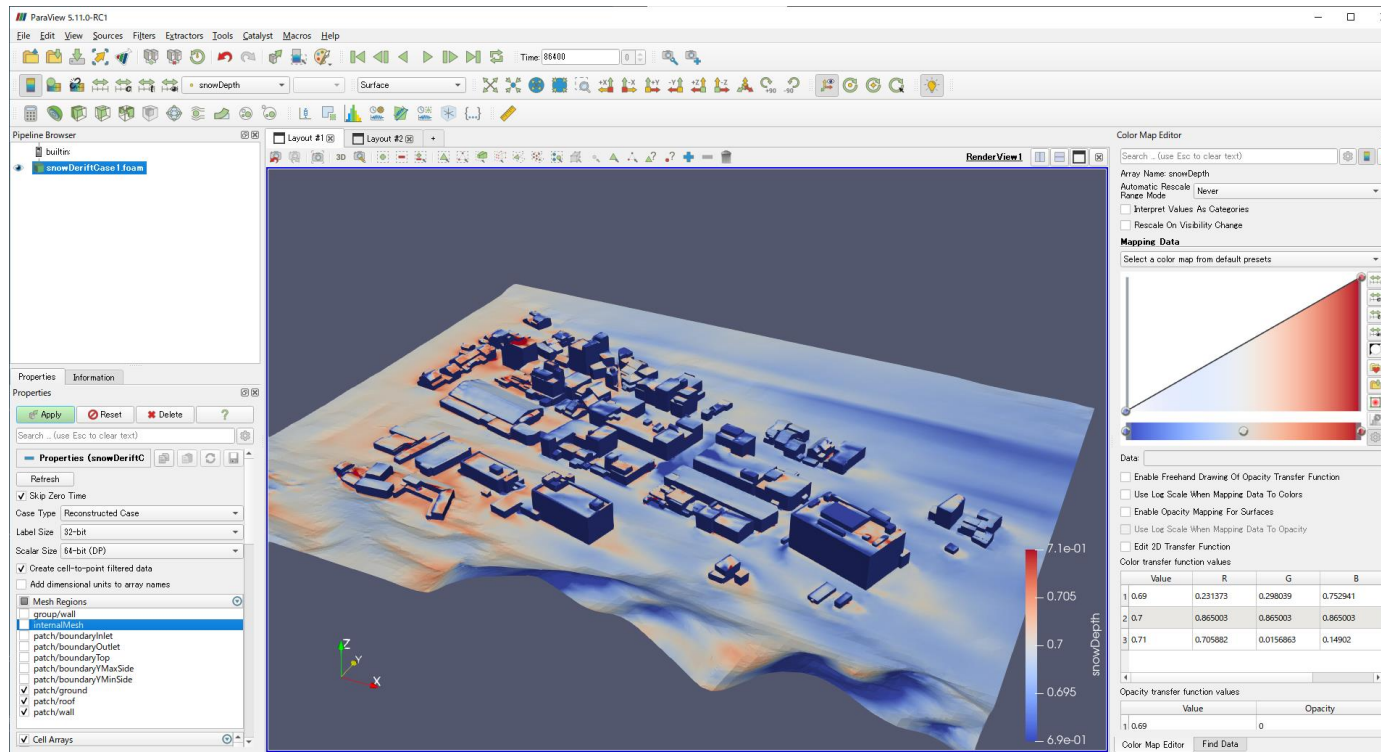 ParaView 5.11.0-RC1
File Edit View Sources Filters Extractors Tools Catalyst Macros Help
Time: 86400 0
snowDepth Surface +X -X +Y -Y +Z -Z +90 -90
Pipeline Browser
builtin:
snowDeriftCase1.foam
Layout #1 Layout #2 +
3D RenderView1
Properties Information
Properties
Apply Reset Delete ?
Search ... (use Esc to clear text)
Properties (snowDeriftC
Refresh
Skip Zero Time
Case Type Reconstructed Case
Label Size 32-bit
Scalar Size 64-bit (DP)
Create cell-to-point filtered data
Add dimensional units to array names
Mesh Regions
group/wall
internalMesh
patch/boundaryInlet
patch/boundaryOutlet
patch/boundaryTop
patch/boundaryYMaxSide
patch/boundaryYMinSide
patch/ground
patch/roof
patch/wall
Cell Arrays
Z
Y
X
7.1e-01
0.705
0.7
0.695
6.9e-01
snowDepth
Color Map Editor
Search ... (use Esc to clear text)
Array Name: snowDepth
Automatic Rescale Range Mode Never
Interpret Values As Categories
Rescale On Visibility Change
Mapping Data
Select a color map from default presets
Data:
Enable Freehand Drawing Of Opacity Transfer Function
Use Log Scale When Mapping Data To Colors
Enable Opacity Mapping For Surfaces
Use Log Scale When Mapping Data To Opacity
Edit 2D Transfer Function
Color transfer function values
Value R G B
1 0.69 0.231373 0.298039 0.752941
2 0.7 0.865003 0.865003 0.865003
3 0.71 0.705882 0.0156863 0.14902
Opacity transfer function values
Value Opacity
1 0.69 0
Color Map Editor Find Data